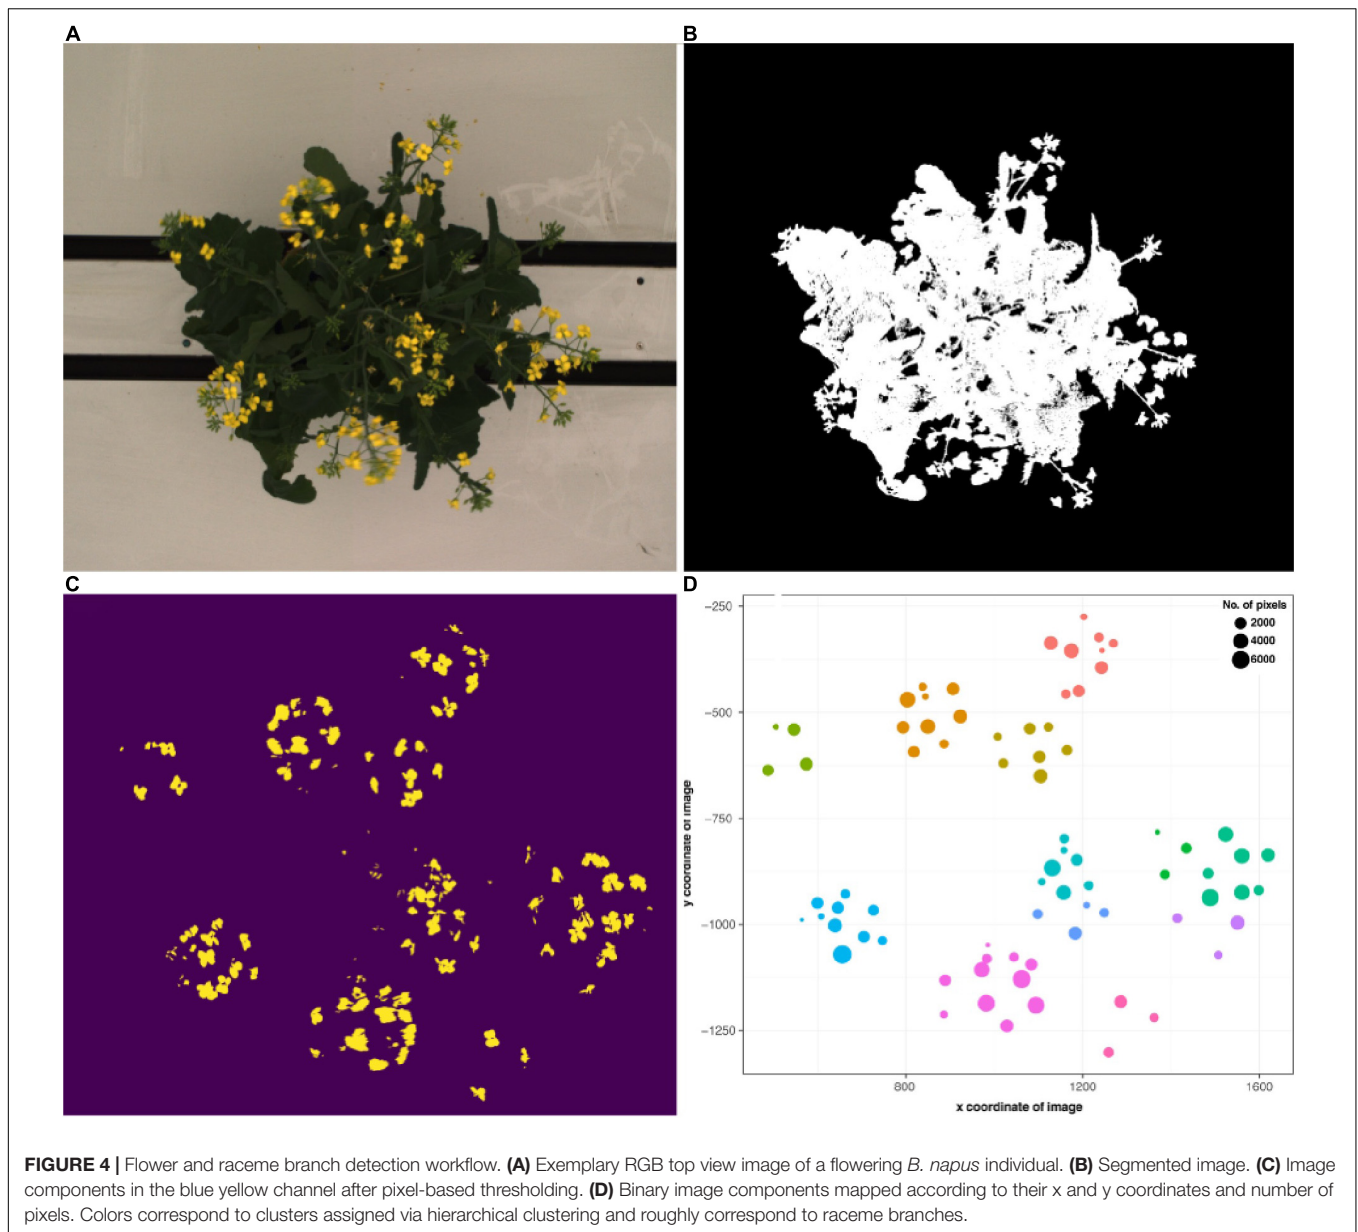 A
B
C
D
−250
−500
−750
−1000
−1250
y coordinate of image
No. of pixels
2000
4000
6000
800
1200
1600
x coordinate of image
FIGURE 4 | Flower and raceme branch detection workflow. (A) Exemplary RGB top view image of a flowering B. napus individual. (B) Segmented image. (C) Image
components in the blue yellow channel after pixel-based thresholding. (D) Binary image components mapped according to their x and y coordinates and number of
pixels. Colors correspond to clusters assigned via hierarchical clustering and roughly correspond to raceme branches.